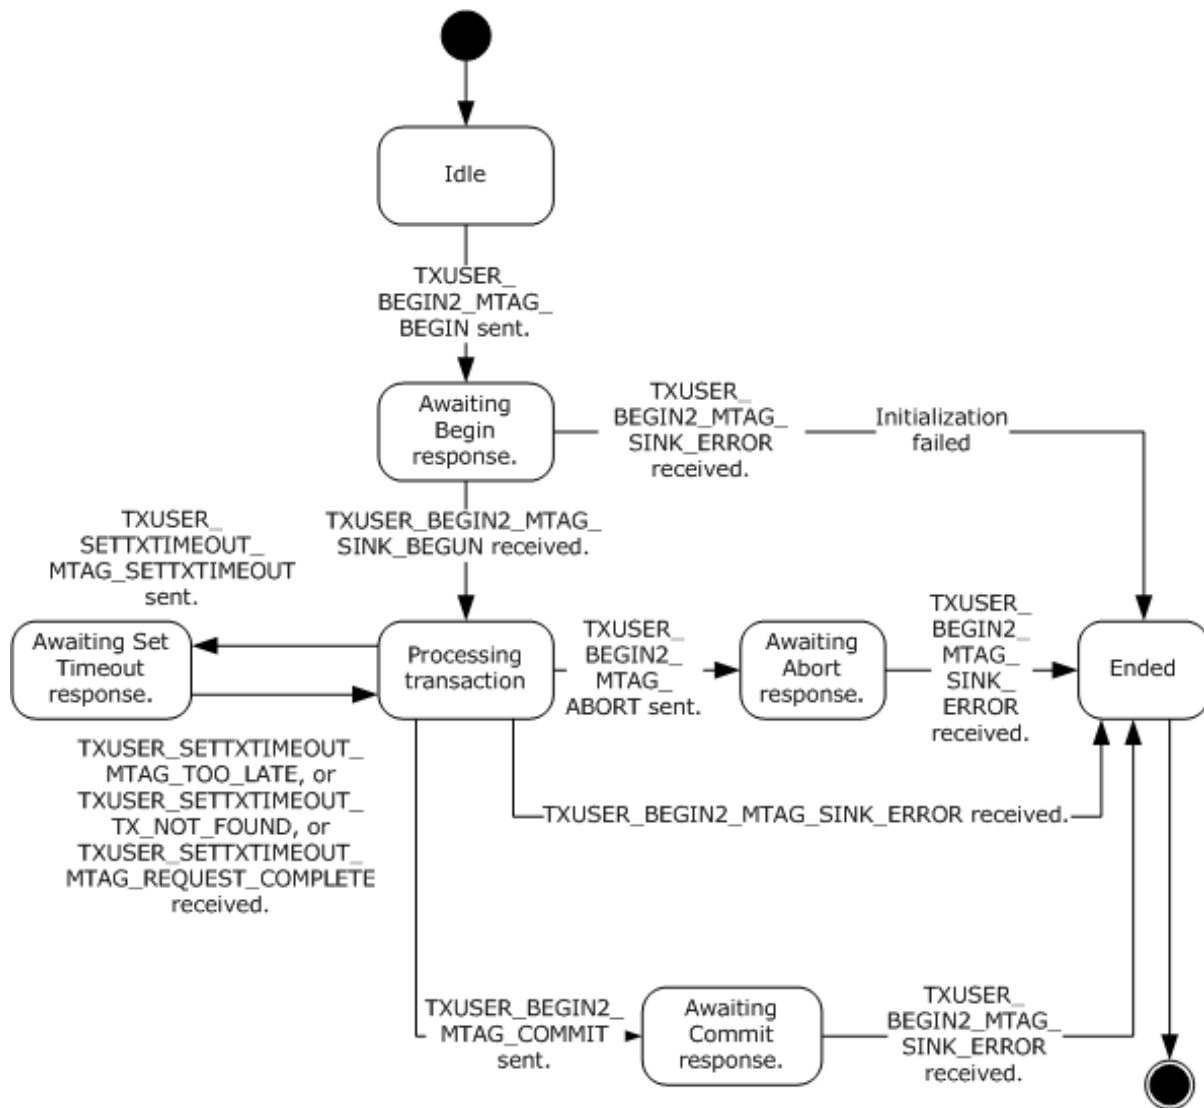 Idle
TXUSER_
BEGIN2_MTAG_
BEGIN sent.
Awaiting
Begin
response.
TXUSER_
BEGIN2_MTAG_
SINK_ERROR
received.
Initialization
failed
TXUSER_BEGIN2_MTAG_
SINK_BEGUN received.
TXUSER_
SETTXTIMEOUT_
MTAG_SETTXTIMEOUT
sent.
Awaiting Set
Timeout
response.
Processing
transaction
TXUSER_
BEGIN2_
MTAG_
ABORT sent.
Awaiting
Abort
response.
TXUSER_
BEGIN2_
MTAG_
SINK_
ERROR
received.
Ended
TXUSER_SETTXTIMEOUT_
MTAG_TOO_LATE, or
TXUSER_SETTXTIMEOUT_
TX_NOT_FOUND, or
TXUSER_SETTXTIMEOUT_
MTAG_REQUEST_COMPLETE
received.
TXUSER_BEGIN2_MTAG_SINK_ERROR received.
TXUSER_BEGIN2_
MTAG_COMMIT
sent.
Awaiting
Commit
response.
TXUSER_
BEGIN2_MTAG_
SINK_ERROR
received.